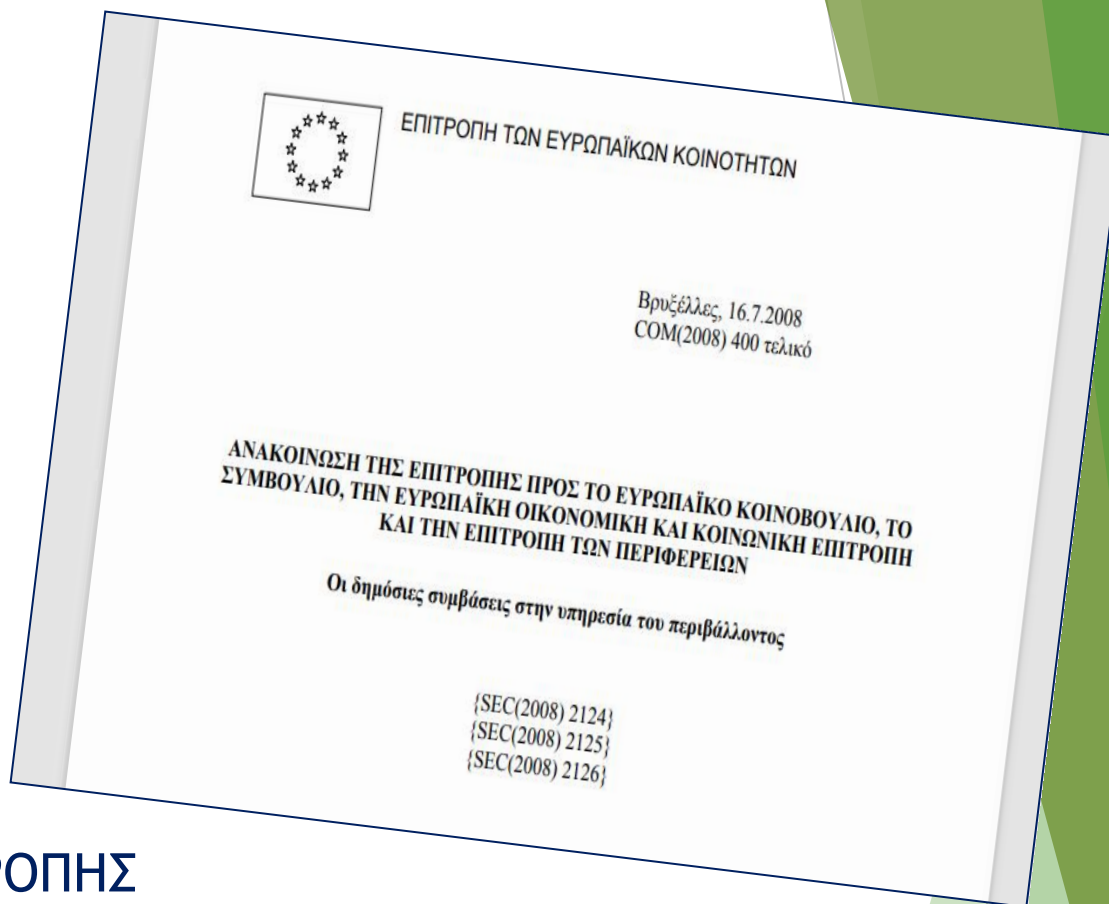 ΕΠΙΤΡΟΠΗ ΤΩΝ ΕΥΡΩΠΑΪΚΩΝ ΚΟΙΝΟΤΗΤΩΝ
Βρυξέλλες, 16.7.2008
COM(2008) 400 τελικό
ΑΝΑΚΟΙΝΩΣΗ ΤΗΣ ΕΠΙΤΡΟΠΗΣ ΠΡΟΣ ΤΟ ΕΥΡΩΠΑΪΚΟ ΚΟΙΝΟΒΟΥΛΙΟ, ΤΟ
ΣΥΜΒΟΥΛΙΟ, ΤΗΝ ΕΥΡΩΠΑΪΚΗ ΟΙΚΟΝΟΜΙΚΗ ΚΑΙ ΚΟΙΝΩΝΙΚΗ ΕΠΙΤΡΟΠΗ
ΚΑΙ ΤΗΝ ΕΠΙΤΡΟΠΗ ΤΩΝ ΠΕΡΙΦΕΡΕΙΩΝ
Οι δημόσιες συμβάσεις στην υπηρεσία του περιβάλλοντος
{SEC(2008) 2124}
{SEC(2008) 2125}
{SEC(2008) 2126}